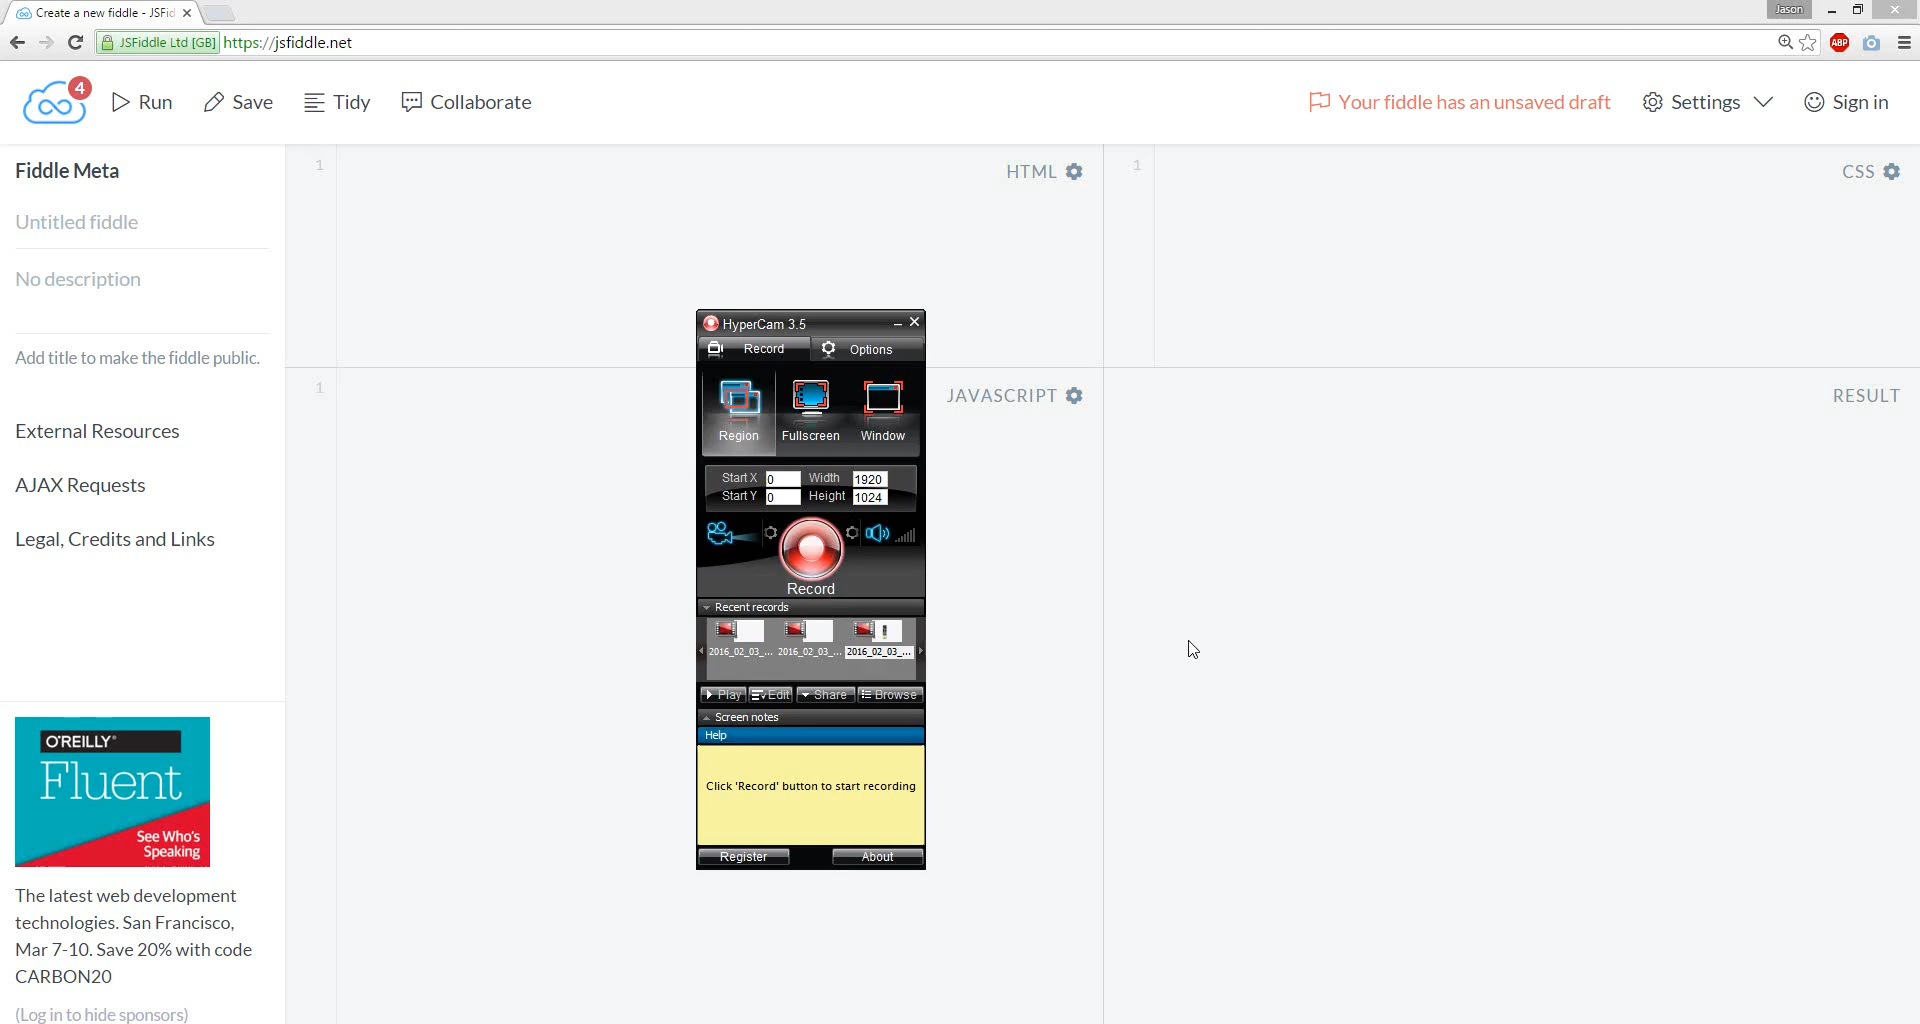 Create a new fiddle - JSFid
Jason
JSFiddle Ltd [GB] https://jsfiddle.net
ABP
4
Run
Save
Tidy
Collaborate
Your fiddle has an unsaved draft
Settings
Sign in
Fiddle Meta
Untitled fiddle
No description
Add title to make the fiddle public.
External Resources
AJAX Requests
Legal, Credits and Links
O'REILLY®
Fluent
See Who's
Speaking
The latest web development
technologies. San Francisco,
Mar 7-10. Save 20% with code
CARBON20
(Log in to hide sponsors)
1
HTML
1
CSS
1
JAVASCRIPT
RESULT
HyperCam 3.5
Record
Options
Region
Fullscreen
Window
Start X 0 Width 1920
Start Y 0 Height 1024
Record
Recent records
2016_02_03_... 2016_02_03_... 2016_02_03_...
Play Edit Share Browse
Screen notes
Help
Click 'Record' button to start recording
Register
About